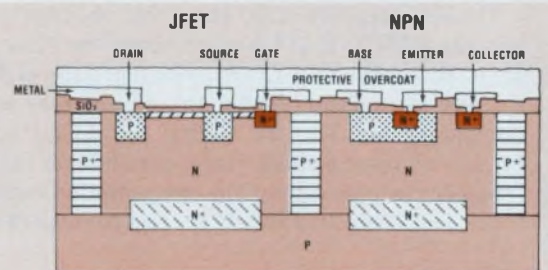 JFET NPN
DRAIN SOURCE GATE BASE EMITTER COLLECTOR
PROTECTIVE OVERCOAT
METAL
SiO₂
P P N+ P N+ N+
P+ P+ P+
N N
N+ N+
P